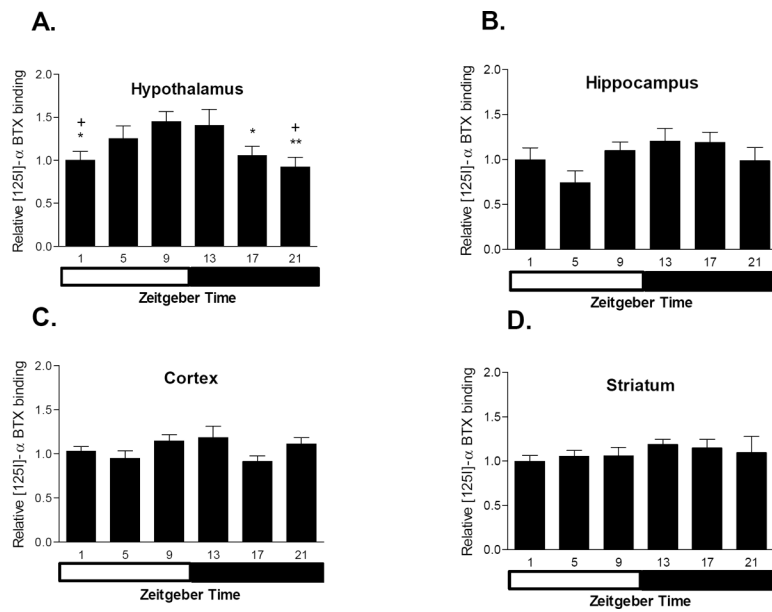 A.
Hypothalamus
Relative [125I]-α BTX binding
2.0
1.5
1.0
0.5
0.0
+
*
*
+
**
1 5 9 13 17 21
Zeitgeber Time
B.
Hippocampus
Relative [125I]-α BTX binding
2.0
1.5
1.0
0.5
0.0
1 5 9 13 17 21
Zeitgeber Time
C.
Cortex
Relative [125I]-α BTX binding
2.0
1.5
1.0
0.5
0.0
1 5 9 13 17 21
Zeitgeber Time
D.
Striatum
Relative [125I]-α BTX binding
2.0
1.5
1.0
0.5
0.0
1 5 9 13 17 21
Zeitgeber Time